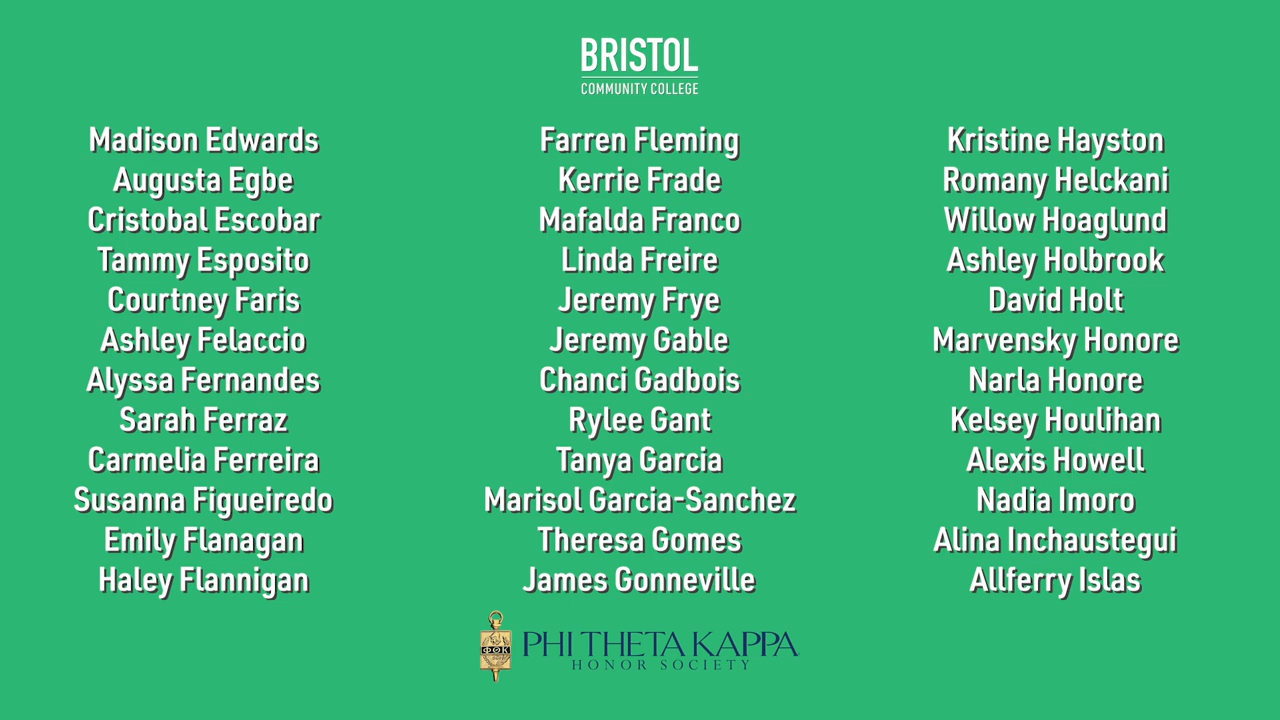 BRISTOL
COMMUNITY COLLEGE
Madison Edwards
Augusta Egbe
Cristobal Escobar
Tammy Esposito
Courtney Faris
Ashley Felaccio
Alyssa Fernandes
Sarah Ferraz
Carmelia Ferreira
Susanna Figueiredo
Emily Flanagan
Haley Flannigan
Farren Fleming
Kerrie Frade
Mafalda Franco
Linda Freire
Jeremy Frye
Jeremy Gable
Chanci Gadbois
Rylee Gant
Tanya Garcia
Marisol Garcia-Sanchez
Theresa Gomes
James Gonneville
Kristine Hayston
Romany Helckani
Willow Hoaglund
Ashley Holbrook
David Holt
Marvensky Honore
Narla Honore
Kelsey Houlihan
Alexis Howell
Nadia Imoro
Alina Inchaustegui
Allferry Islas
ΦΘΚ
PHI THETA KAPPA
HONOR SOCIETY